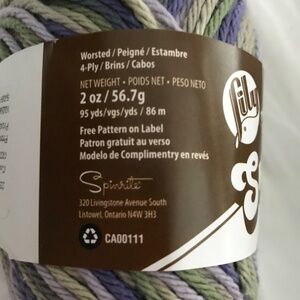 Worsted / Peigné / Estambre
4-Ply / Brins / Cabos
NET WEIGHT • POIDS NET • PESO NETO
2 oz / 56.7g
95 yds/vgs/yds / 86 m
Free Pattern on Label
Patron gratuit au verso
Modelo de Complimentry en revés
Spinrite
320 Livingstone Avenue South
Listowel, Ontario N4W 3H3
CA00111
Lily
S